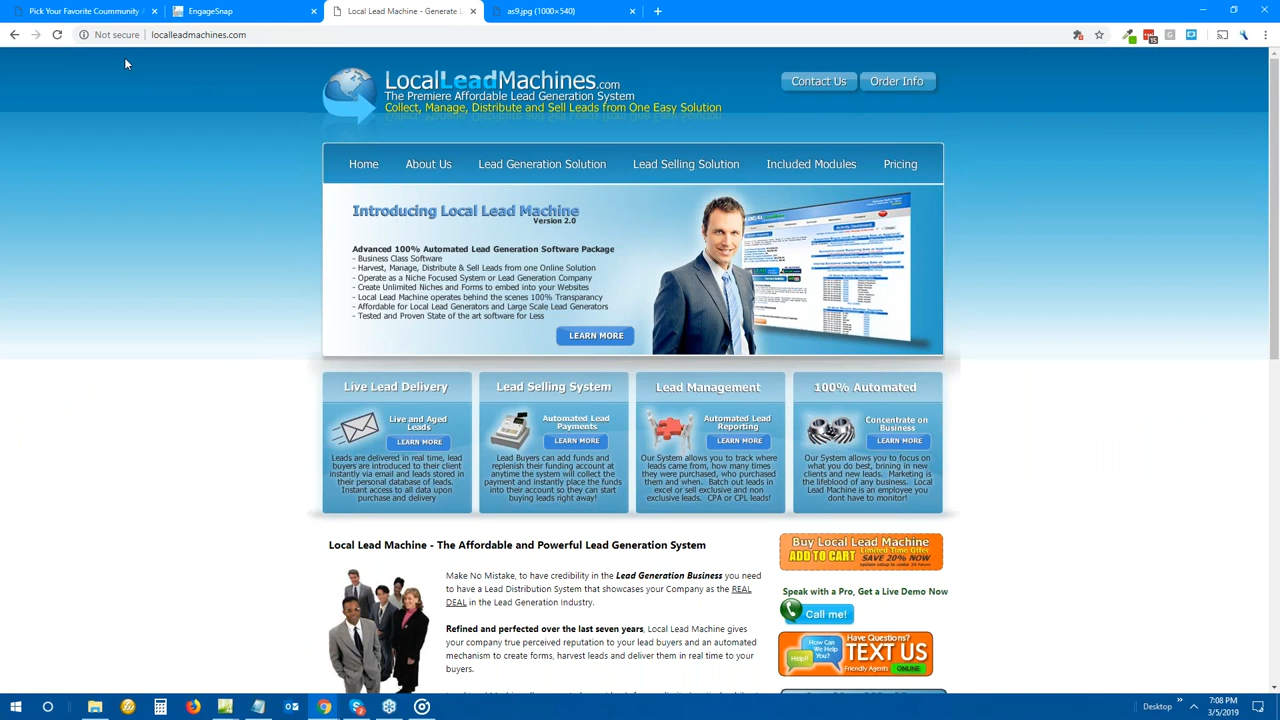 Pick Your Favorite Coummunity A
EngageSnap
Local Lead Machine - Generate L
as9.jpg (1000×540)
Not secure
localleadmachines.com
15
LocalLeadMachines.com
The Premiere Affordable Lead Generation System
Collect, Manage, Distribute and Sell Leads from One Easy Solution
Contact Us
Order Info
Home
About Us
Lead Generation Solution
Lead Selling Solution
Included Modules
Pricing
Introducing Local Lead Machine
Version 2.0
Advanced 100% Automated Lead Generation Software Package
- Business Class Software
- Harvest, Manage, Distribute & Sell Leads from one Online Solution
- Operate as a Niche Focused System or Lead Generation Company
- Create Unlimited Niches and Forms to embed into your Websites
- Local Lead Machine operates behind the scenes 100% Transparency
- Affordable for Local Lead Generators and Large Scale Lead Generators
- Tested and Proven State of the art software for Less
LEARN MORE
Live Lead Delivery
Live and Aged
Leads
LEARN MORE
Leads are delivered in real time, lead
buyers are introduced to their client
instantly via email and leads stored in
their personal database of leads.
Instant access to all data upon
purchase and delivery
Lead Selling System
Automated Lead
Payments
LEARN MORE
Lead Buyers can add funds and
replenish their funding account at
anytime the system will collect the
payment and instantly place the funds
into their account so they can start
buying leads right away!
Lead Management
Automated Lead
Reporting
LEARN MORE
Our System allows you to track where
leads came from, how many times
they were purchased, who purchased
them and when. Batch out leads in
excel or sell exclusive and non
exclusive leads. CPA or CPL leads!
100% Automated
Concentrate on
Business
LEARN MORE
Our System allows you to focus on
what you do best, brining in new
clients and new leads. Marketing is
the lifeblood of any business. Local
Lead Machine is an employee you
dont have to monitor!
Local Lead Machine - The Affordable and Powerful Lead Generation System
Make No Mistake, to have credibility in the Lead Generation Business you need
to have a Lead Distribution System that showcases your Company as the REAL
DEAL in the Lead Generation Industry.
Refined and perfected over the last seven years, Local Lead Machine gives
your company true perceived reputation to your lead buyers and an automated
mechanism to create forms, harvest leads and deliver them in real time to your
buyers.
Buy Local Lead Machine
ADD TO CART Limited Time Offer
SAVE 20% NOW
system setup is under 24 hours
Speak with a Pro, Get a Live Demo Now
Call me!
How Can
We Help
You?
Help!!
Have Questions?
TEXT US
Friendly Agents ONLINE
Desktop
7:08 PM
3/5/2019